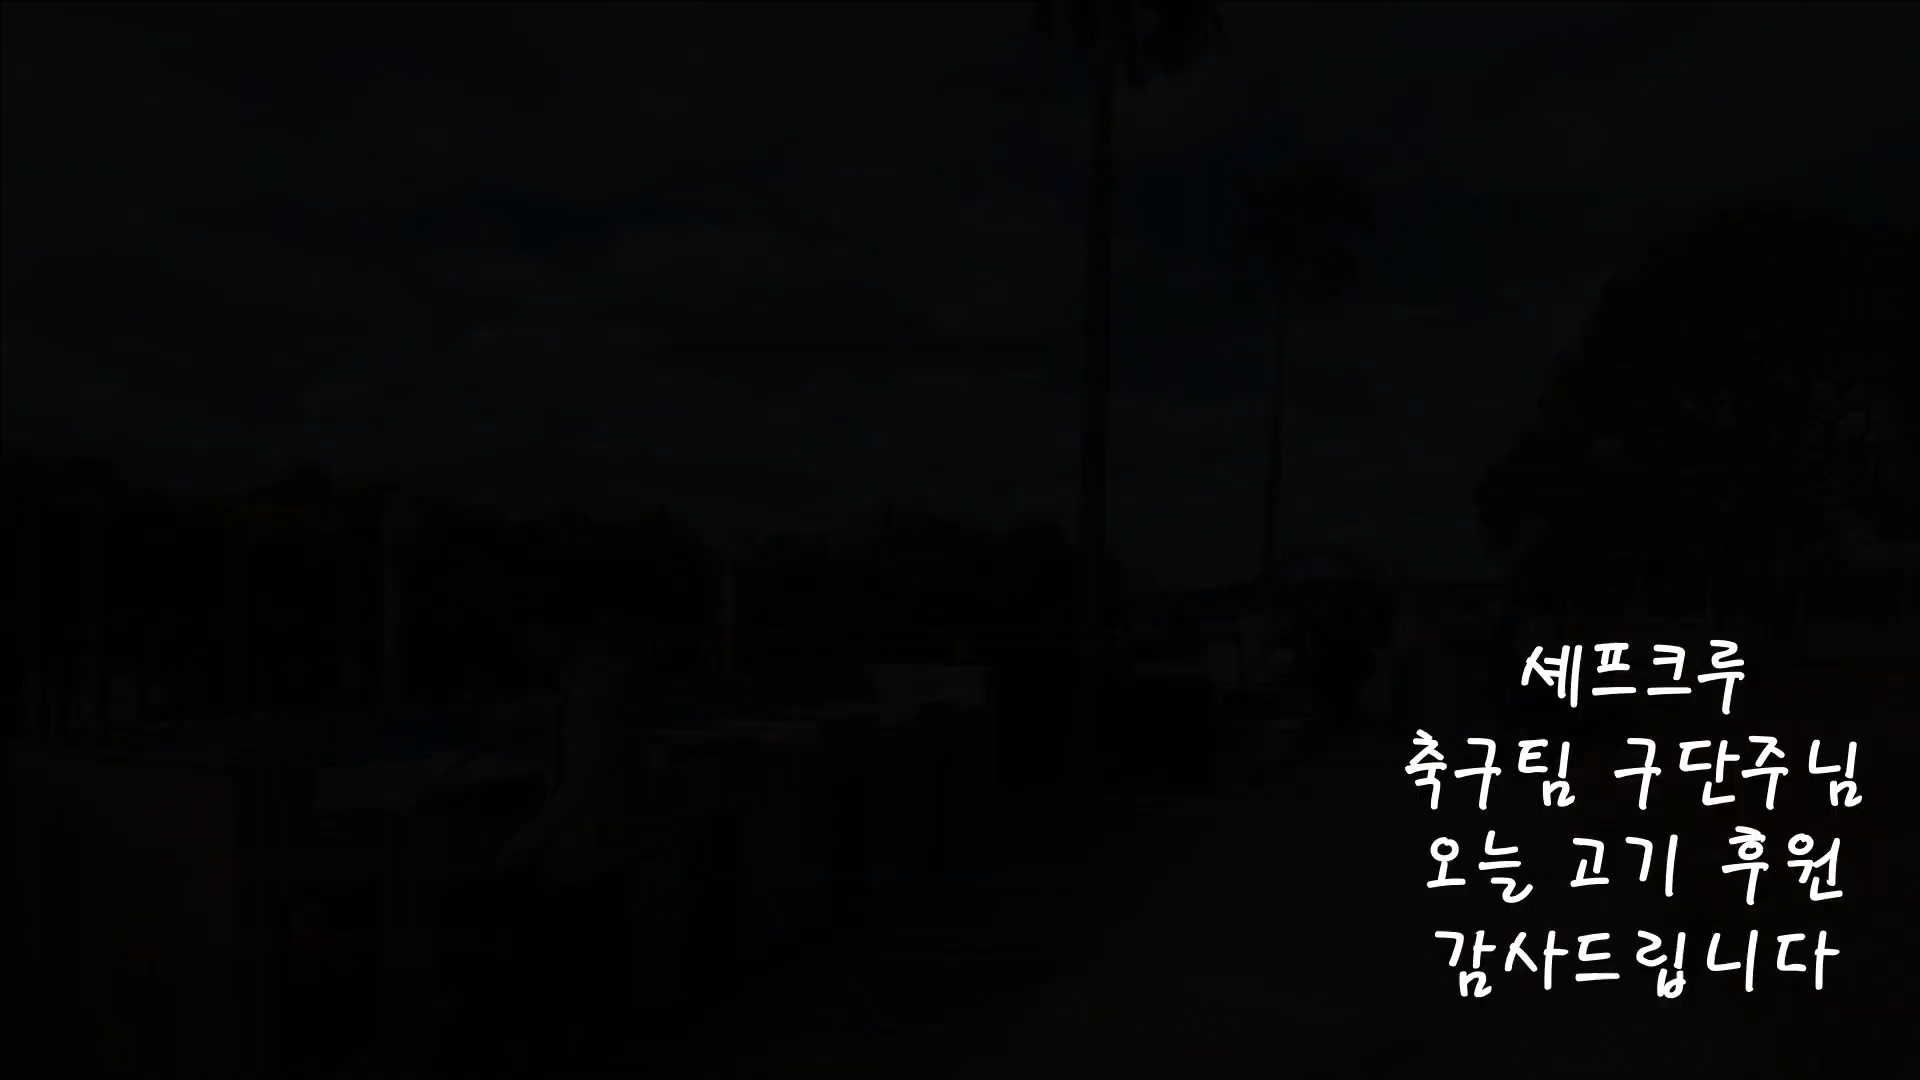 셰프크루
축구팀 구단주님
오늘 고기 후원
감사드립니다